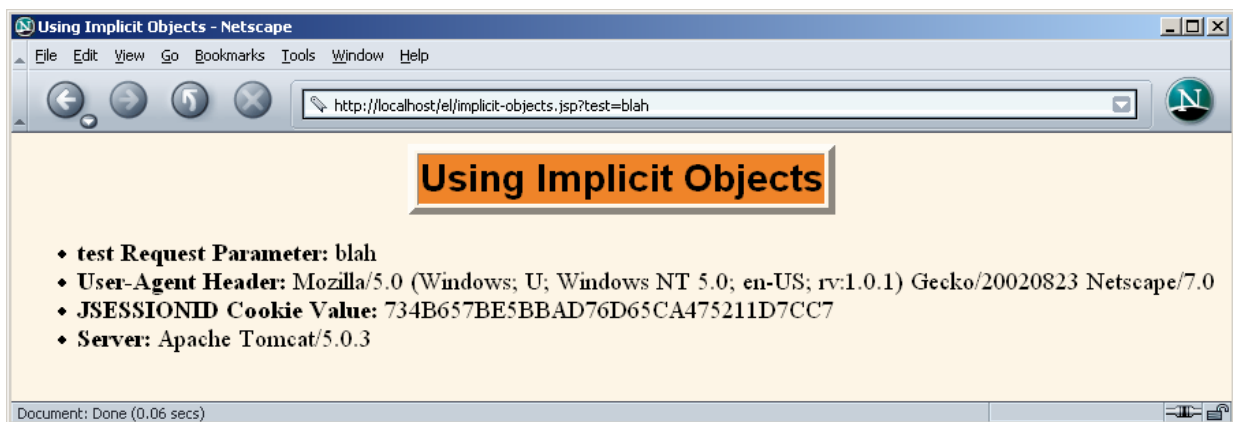 Using Implicit Objects - Netscape
File Edit View Go Bookmarks Tools Window Help
http://localhost/el/implicit-objects.jsp?test=blah
N
Using Implicit Objects
• test Request Parameter: blah
• User-Agent Header: Mozilla/5.0 (Windows; U; Windows NT 5.0; en-US; rv:1.0.1) Gecko/20020823 Netscape/7.0
• JSESSIONID Cookie Value: 734B657BE5BBAD76D65CA475211D7CC7
• Server: Apache Tomcat/5.0.3
Document: Done (0.06 secs)